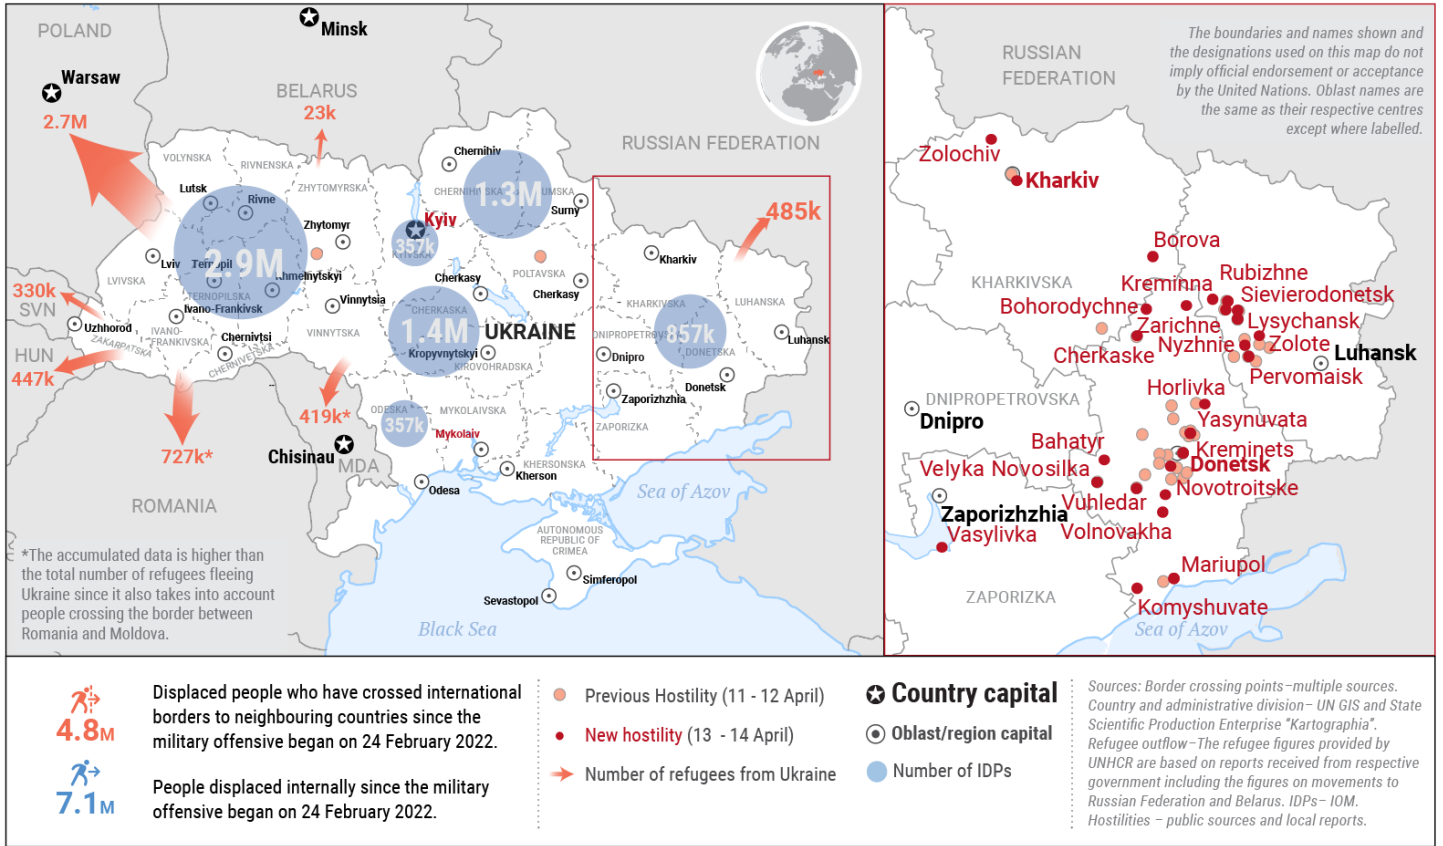 POLAND
Minsk
Warsaw
2.7M
BELARUS
23k
RUSSIAN FEDERATION
485k
VOLYNSKA
RIVNENSKA
ZHYTOMYRSKA
Chernihiv
CHERNIHIVSKA
1.3M
UMSKA
Sumy
Lutsk
Rivne
Zhytomyr
Kyiv
357k
KYIVSKA
Lviv
Ternopil
2.9M
Khmelnytskyi
LVIVSKA
TERNOPILSKA
Ivano-Frankivsk
Vinnytsia
Cherkasy
POLTAVSKA
Cherkasy
Kharkiv
KHARKIVSKA
LUHANSKA
330k
SVN
Uzhhorod
ZAKARPATSKA
IVANO-
FRANKIVSKA
Chernivtsi
CHERNIVETSKA
VINNYTSKA
CHERKASKA
1.4M
UKRAINE
Kropyvnytskyi
KIROVOHRADSKA
DNIPROPETROV
857k
DONETSKA
Luhansk
Dnipro
Donetsk
HUN
447k
727k*
419k*
Chisinau
MDA
ODESKA
357k
MYKOLAIVSKA
Mykolaiv
Zaporizhzhia
ZAPORIZKA
KHERSONSKA
Kherson
Odesa
ROMANIA
Sea of Azov
AUTONOMOUS
REPUBLIC OF
CRIMEA
Simferopol
Sevastopol
Black Sea
*The accumulated data is higher than
the total number of refugees fleeing
Ukraine since it also takes into account
people crossing the border between
Romania and Moldova.
The boundaries and names shown and
the designations used on this map do not
imply official endorsement or acceptance
by the United Nations. Oblast names are
the same as their respective centres
except where labelled.
RUSSIAN
FEDERATION
Zolochiv
Kharkiv
Borova
KHARKIVSKA
Kreminna
Rubizhne
Bohorodychne
Sievierodonetsk
Zarichne
Lysychansk
Cherkaske
Nyzhnie
Zolote
Luhansk
Pervomaisk
Horlivka
DNIPROPETROVSKA
Dnipro
Yasynuvata
Bahatyr
Kreminets
Velyka Novosilka
Donetsk
Novotroitske
Vuhledar
Zaporizhzhia
Volnovakha
Vasylivka
Mariupol
ZAPORIZKA
Komyshuvate
Sea of Azov
4.8M
Displaced people who have crossed international
borders to neighbouring countries since the
military offensive began on 24 February 2022.
7.1M
People displaced internally since the military
offensive began on 24 February 2022.
Previous Hostility (11 - 12 April)
New hostility (13 - 14 April)
Number of refugees from Ukraine
Country capital
Oblast/region capital
Number of IDPs
Sources: Border crossing points–multiple sources.
Country and administrative division– UN GIS and State
Scientific Production Enterprise "Kartographia".
Refugee outflow–The refugee figures provided by
UNHCR are based on reports received from respective
government including the figures on movements to
Russian Federation and Belarus. IDPs– IOM.
Hostilities – public sources and local reports.